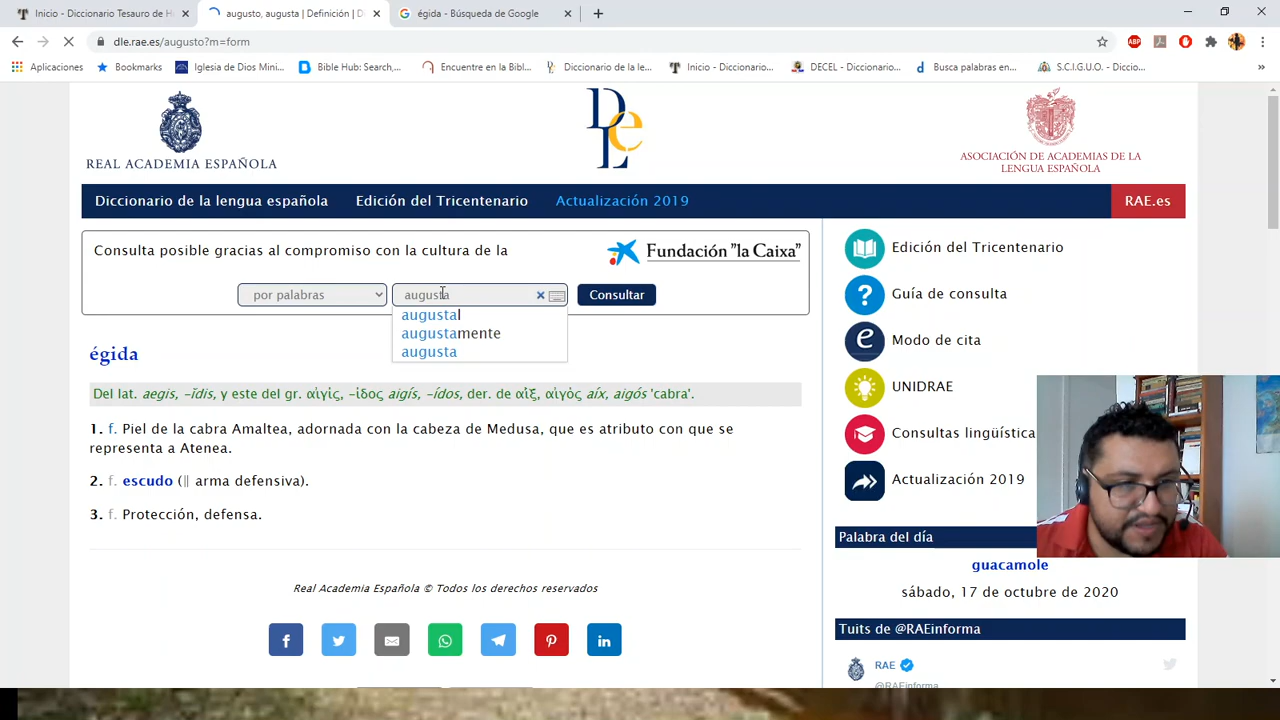 Inicio - Diccionario Tesauro de H
augusto, augusta | Definición | D
égida - Búsqueda de Google
dle.rae.es/augusto?m=form
Aplicaciones
Bookmarks
Iglesia de Dios Mini...
Bible Hub: Search,...
Encuentre en la Bibl...
Diccionario de la le...
Inicio - Diccionario...
DECEL - Diccionario...
Busca palabras en...
S.C.I.G.U.O. - Diccio...
REAL ACADEMIA ESPAÑOLA
DLe
ASOCIACIÓN DE ACADEMIAS DE LA
LENGUA ESPAÑOLA
Diccionario de la lengua española
Edición del Tricentenario
Actualización 2019
RAE.es
Consulta posible gracias al compromiso con la cultura de la
Fundación "la Caixa"
por palabras
augusta
Consultar
augustal
augustamente
augusta
égida
Del lat. aegis, -ĭdis, y este del gr. αἰγίς, -ίδος aigís, -ídos, der. de αἴξ, αἰγός aíx, aigós 'cabra'.
1. f. Piel de la cabra Amaltea, adornada con la cabeza de Medusa, que es atributo con que se
representa a Atenea.
2. f. escudo (‖ arma defensiva).
3. f. Protección, defensa.
Real Academia Española © Todos los derechos reservados
Edición del Tricentenario
Guía de consulta
Modo de cita
UNIDRAE
Consultas lingüística
Actualización 2019
Palabra del día
guacamole
sábado, 17 de octubre de 2020
Tuits de @RAEinforma
RAE
@RAEinforma